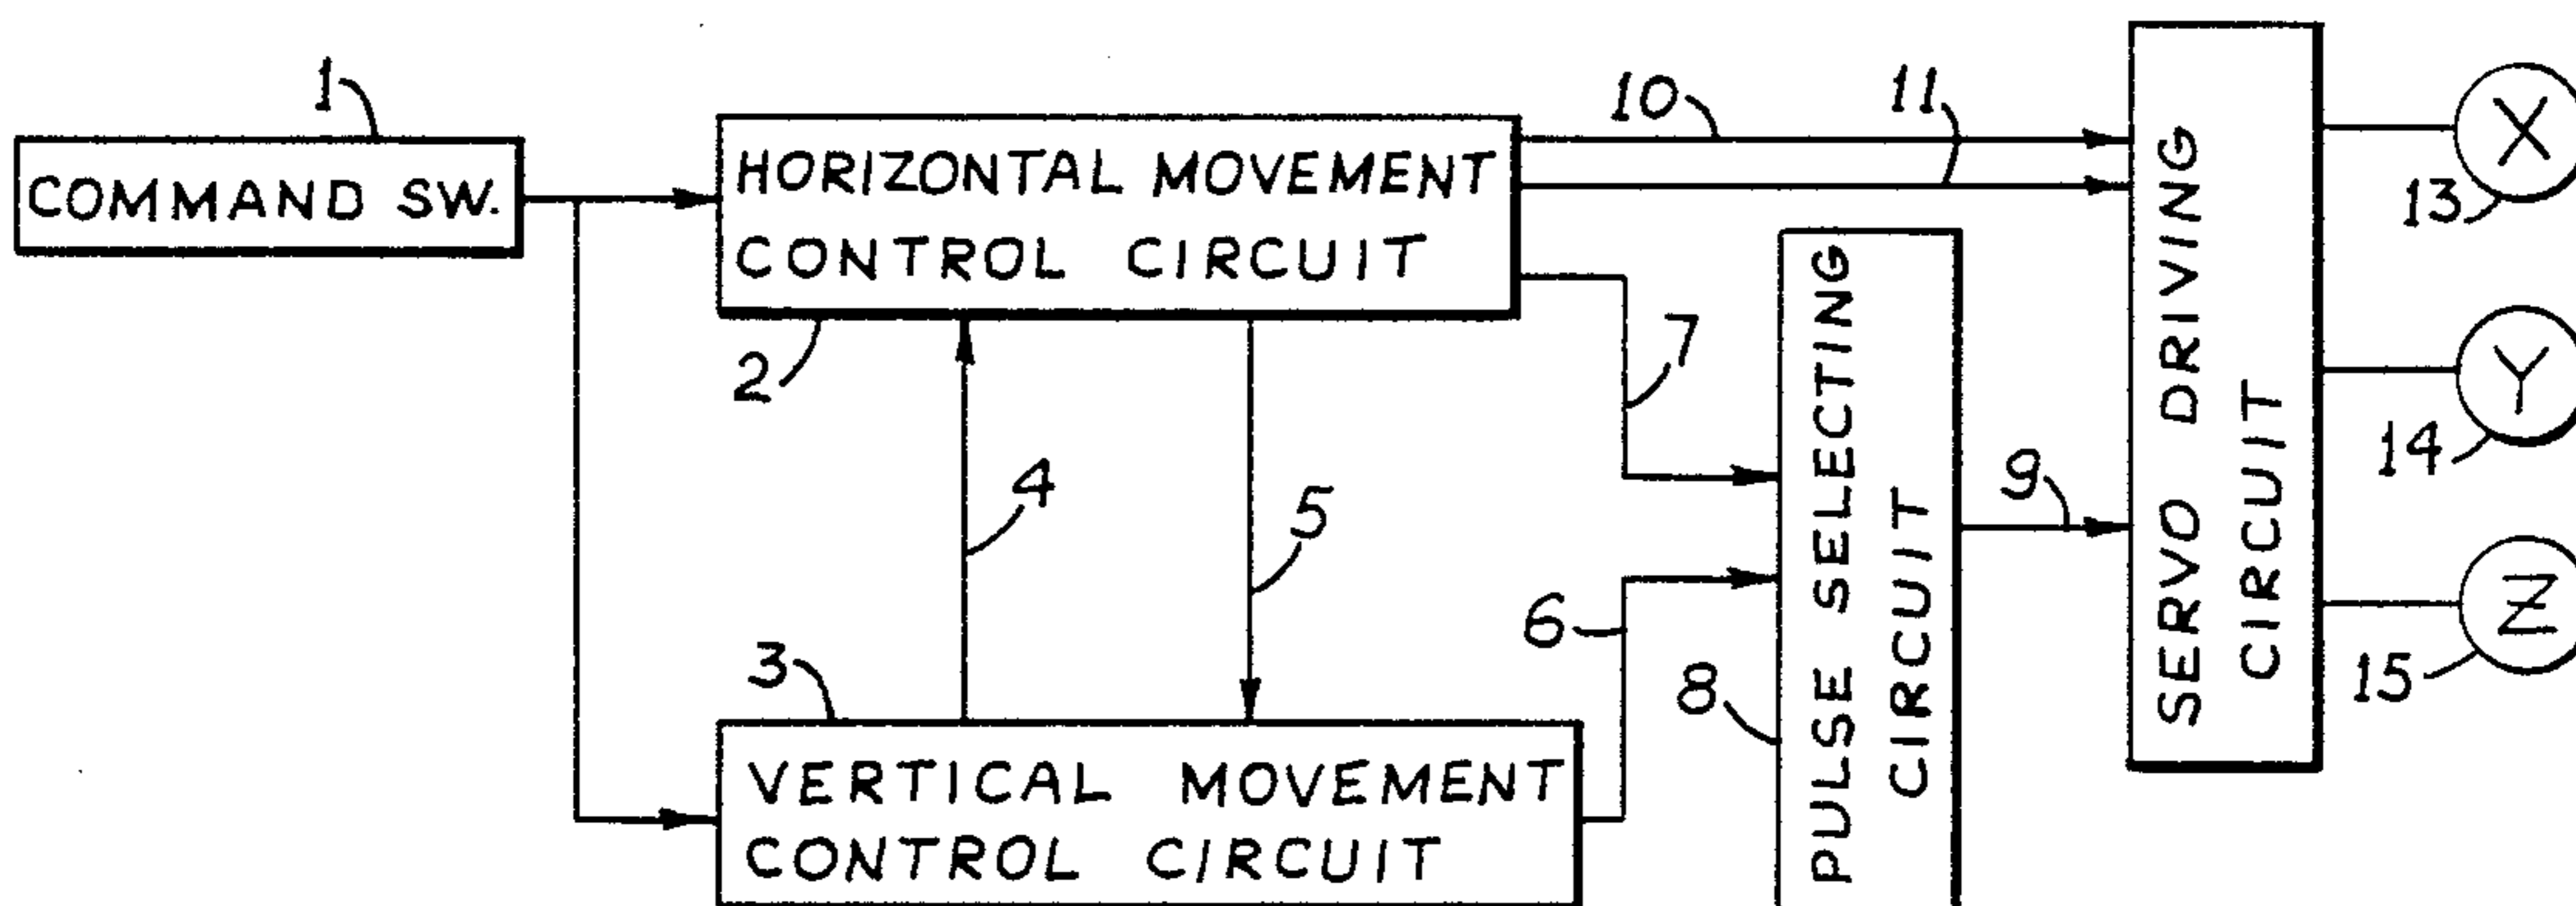 1
COMMAND SW.
HORIZONTAL MOVEMENT
CONTROL CIRCUIT
2
10
11
7
4
5
3
VERTICAL MOVEMENT
CONTROL CIRCUIT
6
8
PULSE SELECTING
CIRCUIT
9
SERVO DRIVING
CIRCUIT
X
13
Y
14
Z
15